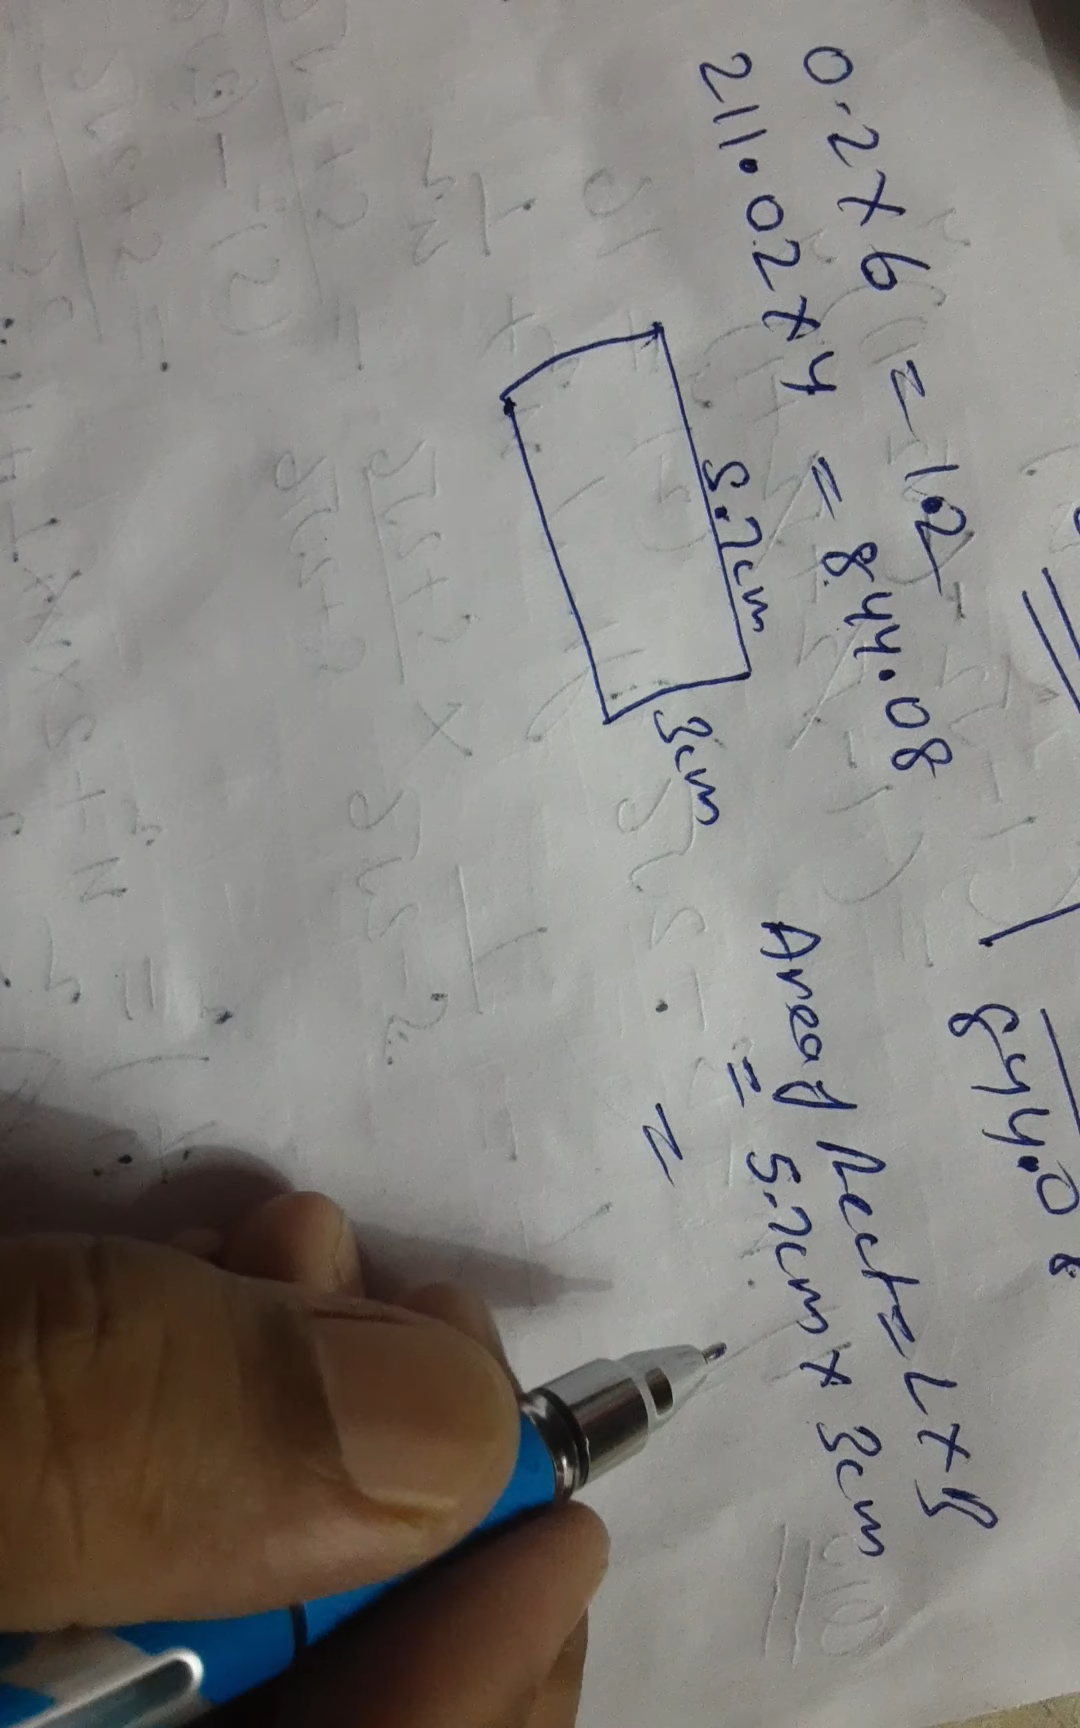 844.08
0.2 x 6 = 1.2
211.02 x 4 = 844.08
5.7cm
3cm
Area of Rect = L x B
= 5.7cm x 3cm
=